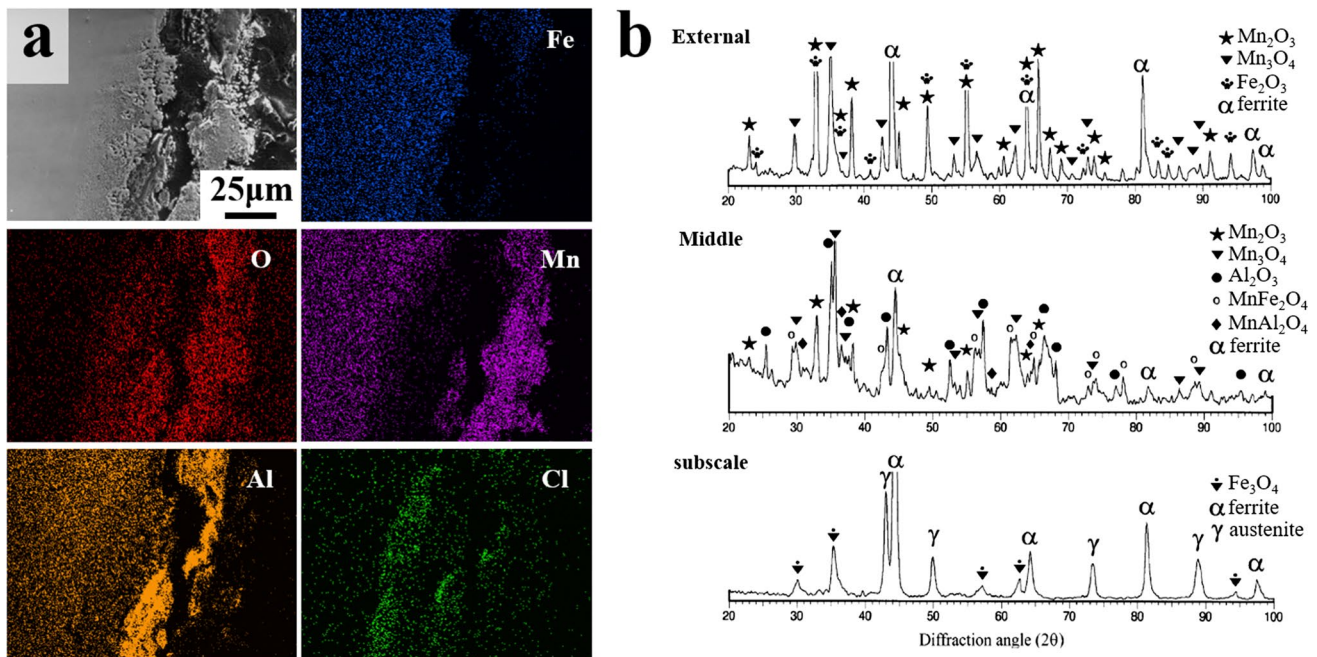 a
25μm
Fe
O
Mn
Al
Cl
b
External
★ Mn₂O₃
▼ Mn₃O₄
Fe₂O₃
α ferrite
α
α
α
α
α
20 30 40 50 60 70 80 90 100
Middle
★ Mn₂O₃
▼ Mn₃O₄
● Al₂O₃
○ MnFe₂O₄
◆ MnAl₂O₄
α ferrite
α
α
α
20 30 40 50 60 70 80 90 100
subscale
Fe₃O₄
α ferrite
γ austenite
γ
α
γ
α
γ
α
γ
α
20 30 40 50 60 70 80 90 100
Diffraction angle (2θ)